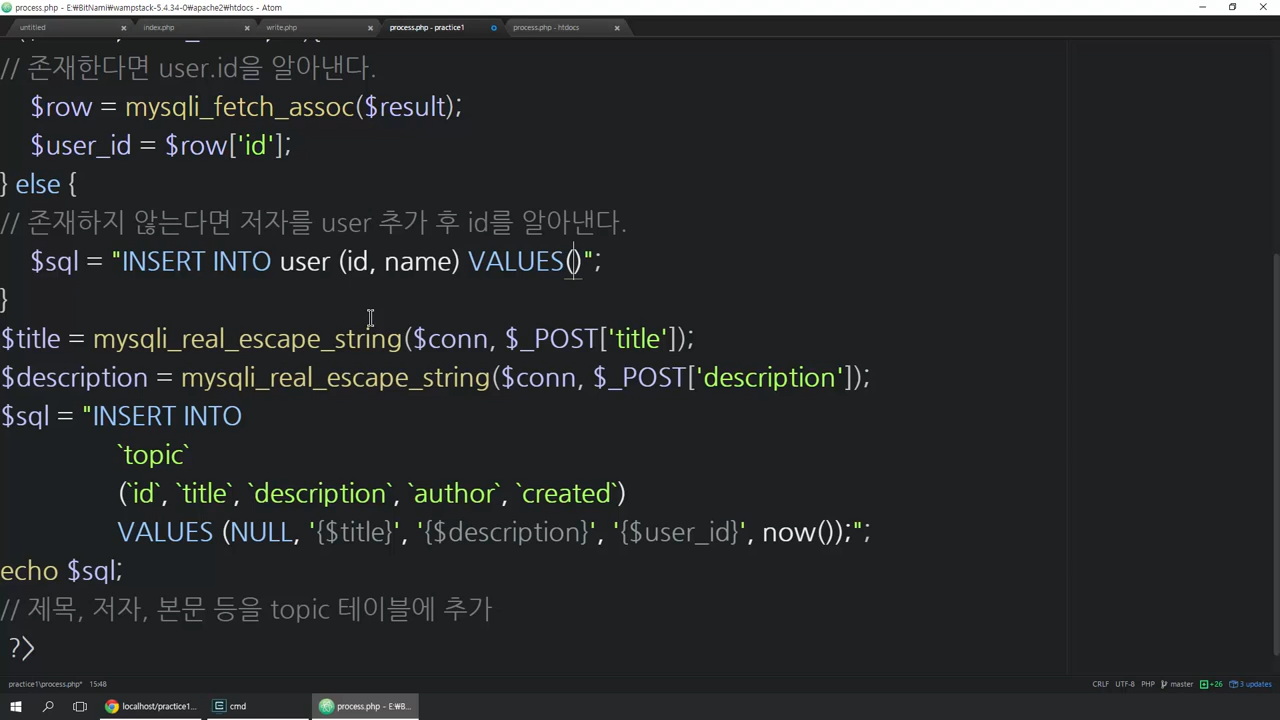 process.php - E:₩BitNami₩wampstack-5.4.34-0₩apache2₩htdocs - Atom
untitled
index.php
write.php
process.php - practice1
process.php - htdocs
// 존재한다면 user.id을 알아낸다.
$row = mysqli_fetch_assoc($result);
$user_id = $row['id'];
} else {
// 존재하지 않는다면 저자를 user 추가 후 id를 알아낸다.
$sql = "INSERT INTO user (id, name) VALUES()";
}
$title = mysqli_real_escape_string($conn, $_POST['title']);
$description = mysqli_real_escape_string($conn, $_POST['description']);
$sql = "INSERT INTO
`topic`
(`id`, `title`, `description`, `author`, `created`)
VALUES (NULL, '{$title}', '{$description}', '{$user_id}', now());";
echo $sql;
// 제목, 저자, 본문 등을 topic 테이블에 추가
?>
practice1₩process.php* 15:48
CRLF UTF-8 PHP master +26 3 updates
localhost/practice1...
cmd
process.php - E:₩B...